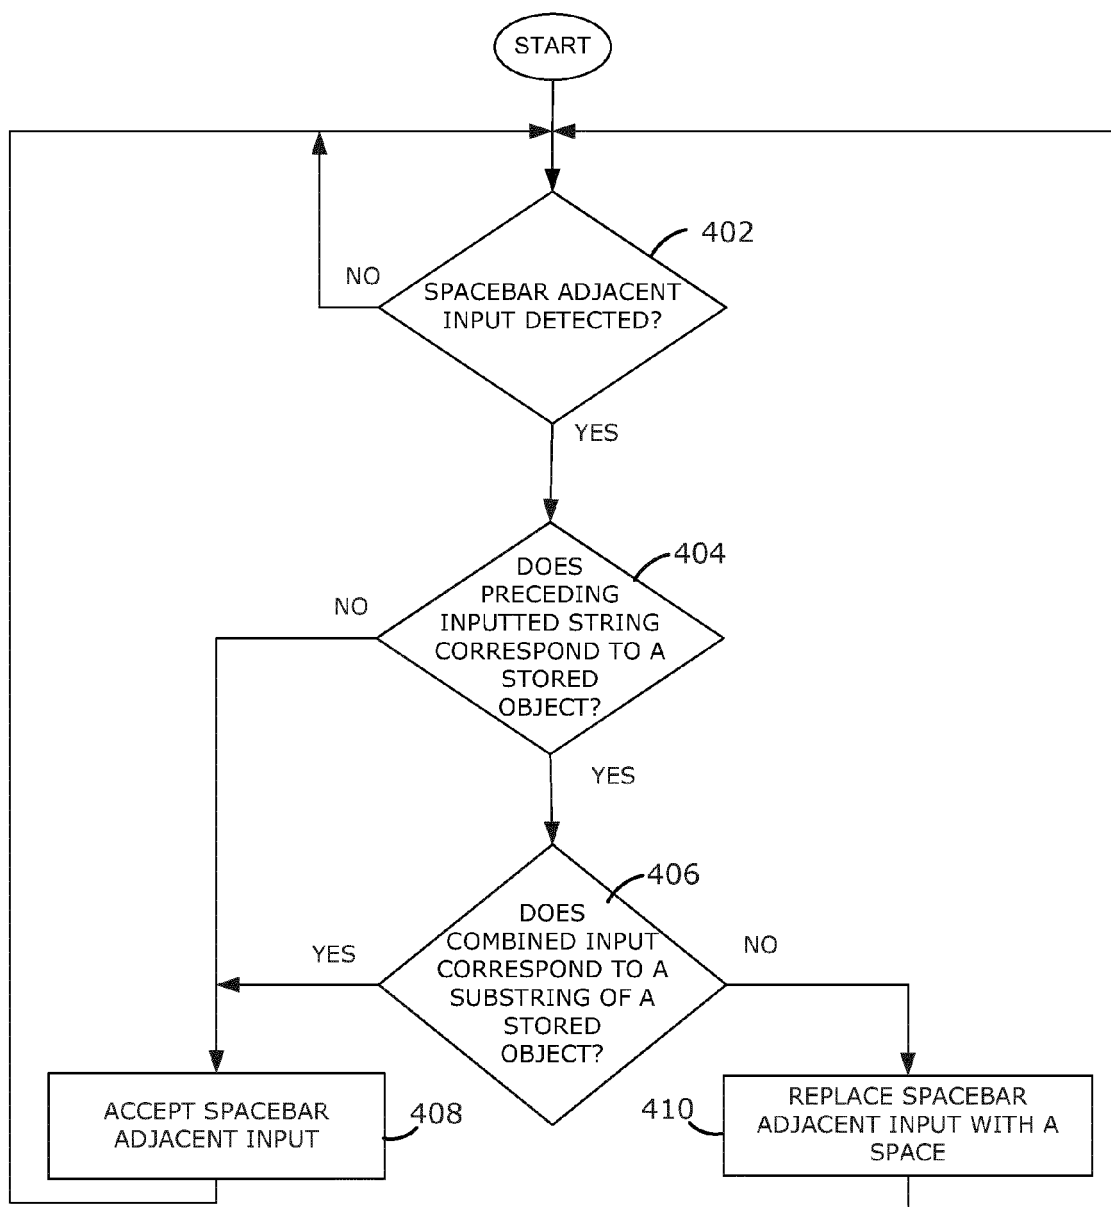 START
402
NO
SPACEBAR ADJACENT
INPUT DETECTED?
YES
404
DOES
PRECEDING
INPUTTED STRING
CORRESPOND TO A
STORED
OBJECT?
NO
YES
406
DOES
COMBINED INPUT
CORRESPOND TO A
SUBSTRING OF A
STORED
OBJECT?
YES
NO
ACCEPT SPACEBAR
ADJACENT INPUT
408
410
REPLACE SPACEBAR
ADJACENT INPUT WITH A
SPACE